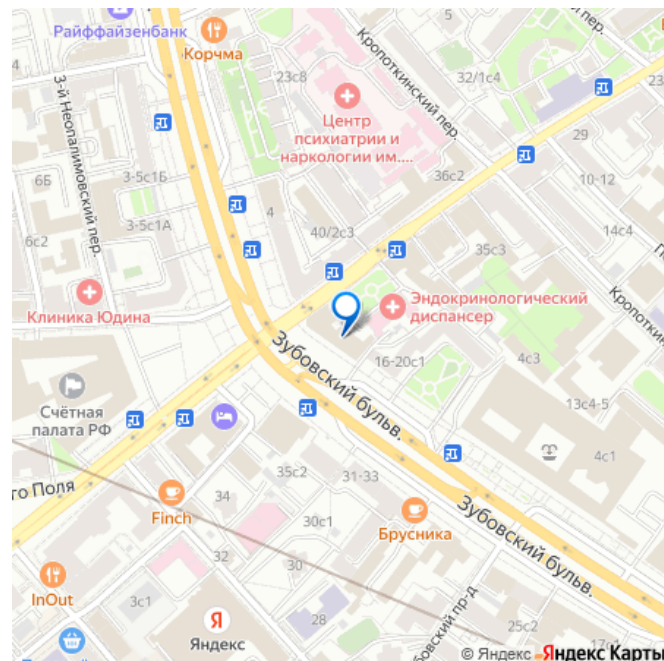 Райффайзенбанк
Корчма
5
Кропоткинский пер.
32/1с4
23с8
3-й Неопалимовский пер.
Центр
психиатрии и
наркологии им....
29
6Б
3-5с1Б
36с2
10-12
4
3-5с1А
40/2с3
14с4
6с2
35с3
Кропоткинский
Клиника Юдина
Эндокринологический
диспансер
Зубовский бульв.
16-20с1
4с3
13с4-5
Счётная
палата РФ
4с1
35с2
31-33
Зубовский бульв.
34
Finch
30с1
Брусника
32
30
InOut
3с1
Я
Яндекс
28
25с2
17с1
© Яндекс Яндекс Карты